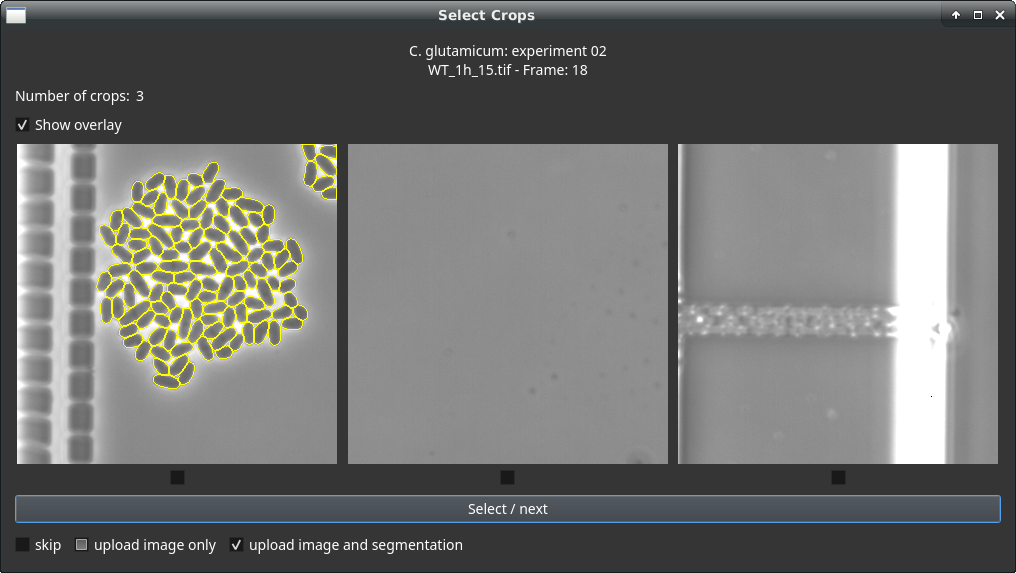 Select Crops
C. glutamicum: experiment 02
WT_1h_15.tif - Frame: 18
Number of crops: 3
Show overlay
Select / next
skip upload image only upload image and segmentation